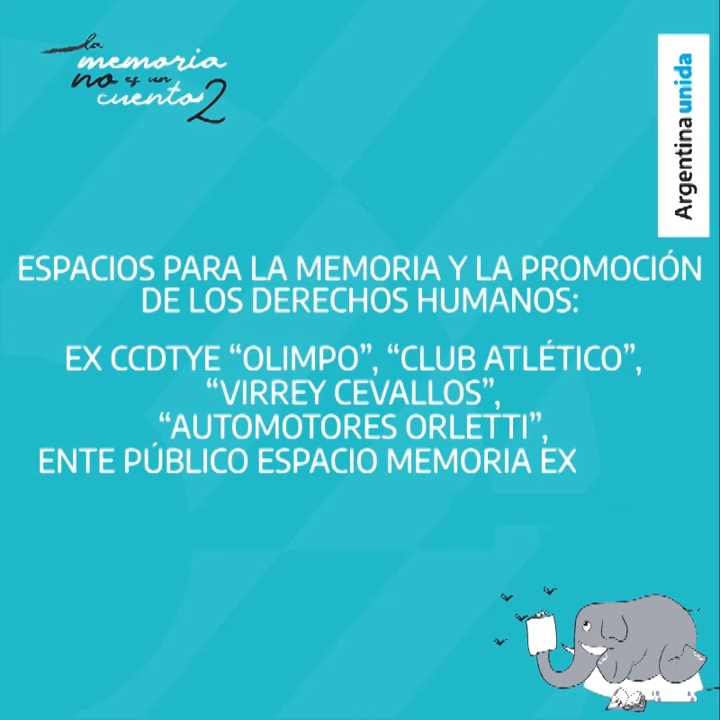 la
memoria
no es un
cuento 2
Argentina unida
ESPACIOS PARA LA MEMORIA Y LA PROMOCIÓN
DE LOS DERECHOS HUMANOS:
EX CCDTYE “OLIMPO”, “CLUB ATLÉTICO”,
“VIRREY CEVALLOS”,
“AUTOMOTORES ORLETTI”,
ENTE PÚBLICO ESPACIO MEMORIA EX